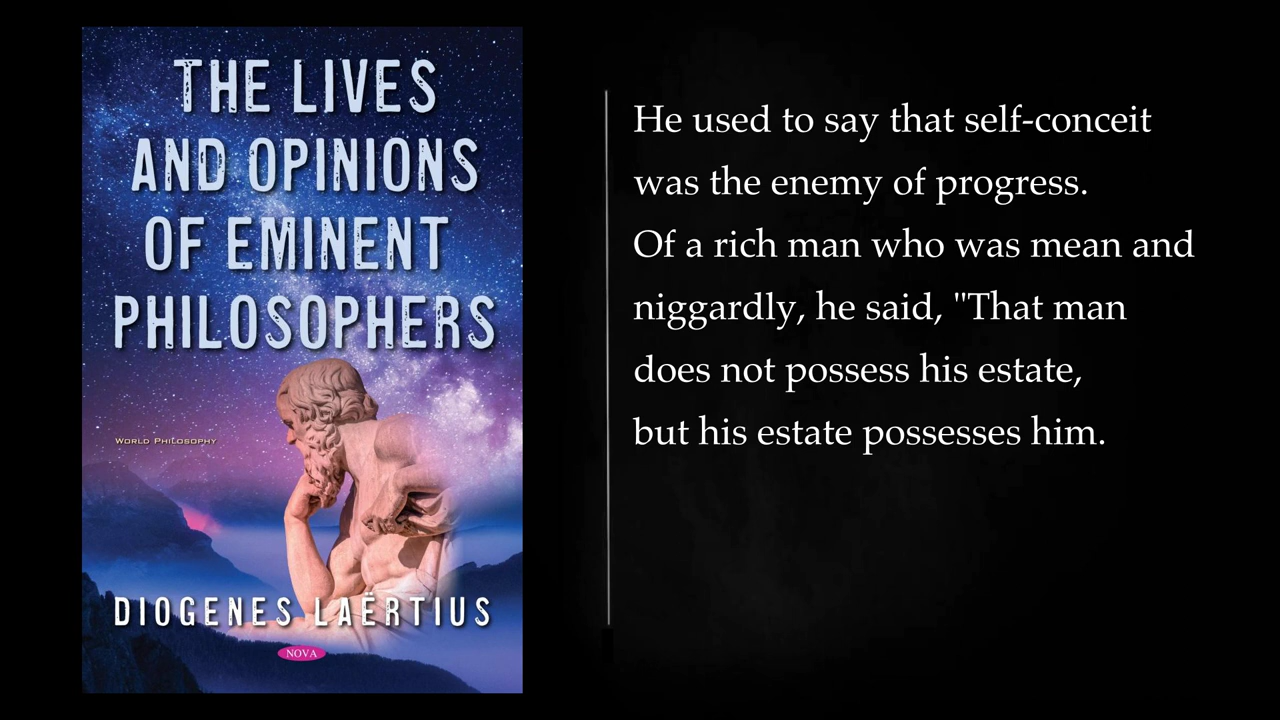 THE LIVES
AND OPINIONS
OF EMINENT
PHILOSOPHERS
WORLD PHILOSOPHY
DIOGENES LAËRTIUS
NOVA
He used to say that self-conceit
was the enemy of progress.
Of a rich man who was mean and
niggardly, he said, "That man
does not possess his estate,
but his estate possesses him.